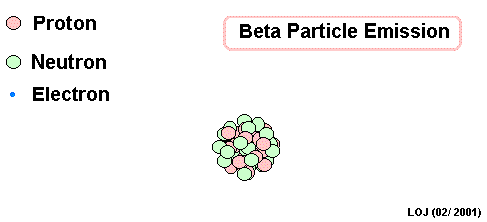 Proton
Beta Particle Emission
Neutron
Electron
LOJ (02/ 2001)